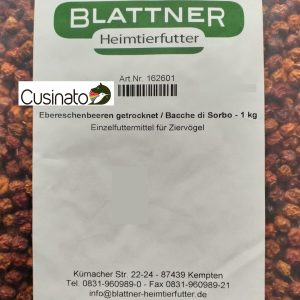 BLATTNER
Heimtierfutter
Art.Nr. 162601
Cusinato
Ebereschenbeeren getrocknet / Bacche di Sorbo - 1 kg
Einzelfuttermittel für Ziervögel
Kürnacher Str. 22-24 - 87439 Kempten
Tel. 0831-960989-0 - Fax 0831-960989-21
info@blattner-heimtierfutter.de